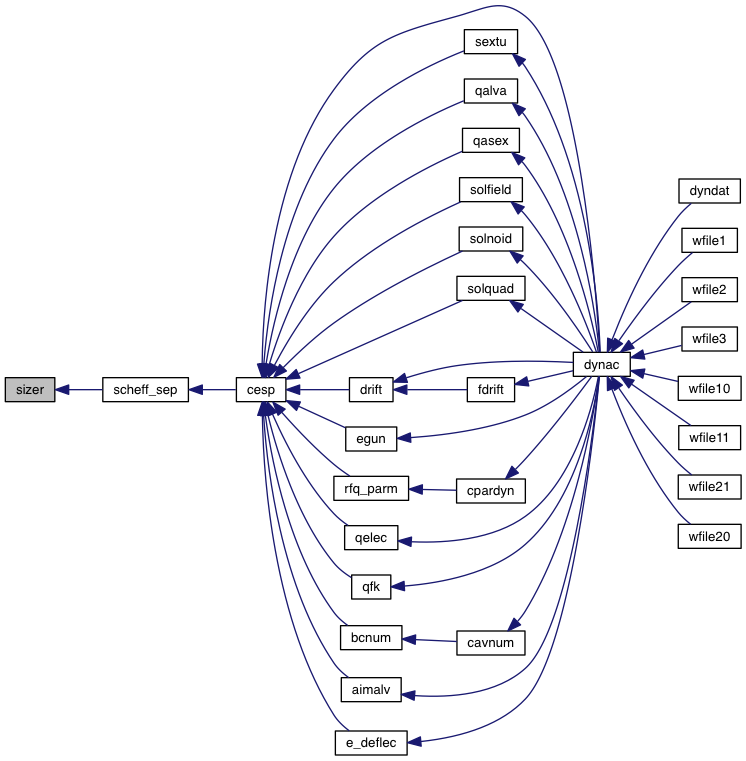 sextu
qalva
qasex
solfield
dyndat
solnoid
wfile1
solquad
wfile2
wfile3
dynac
sizer
scheff_sep
cesp
drift
fdrift
wfile10
egun
wfile11
rfq_parm
cpardyn
wfile21
qelec
wfile20
qfk
bcnum
cavnum
aimalv
e_deflec